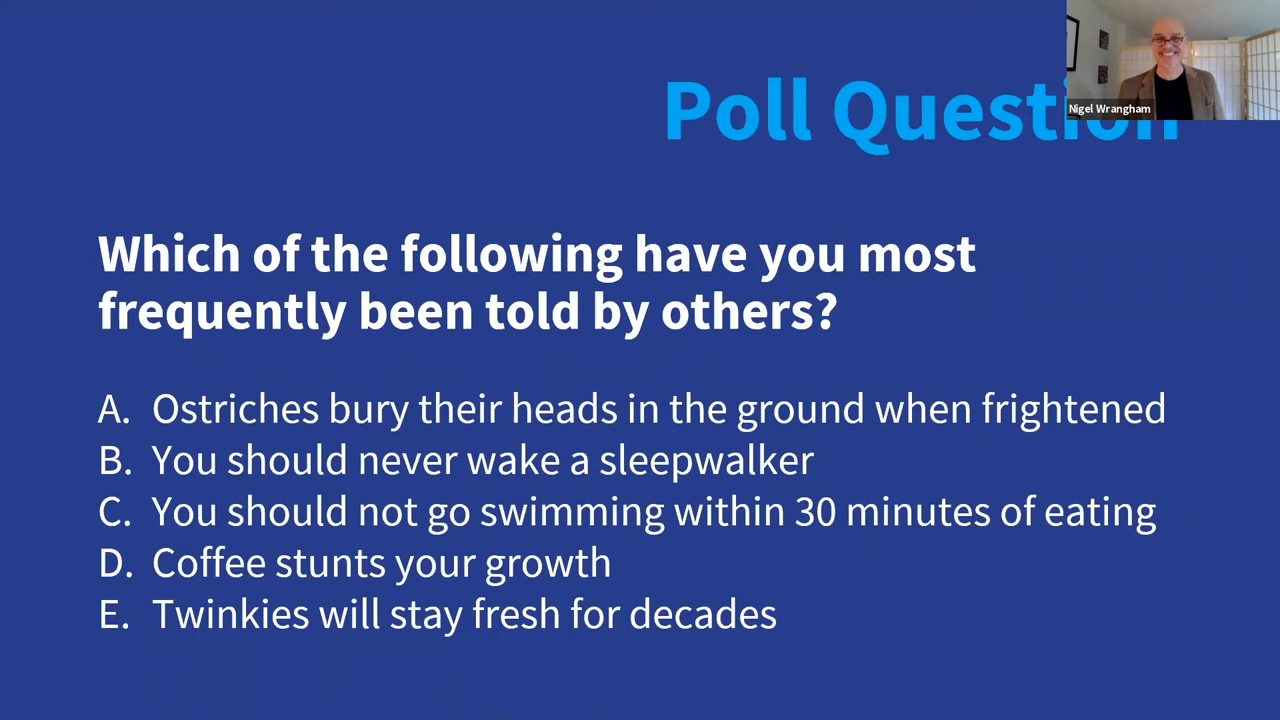 Poll Question
Nigel Wrangham
Which of the following have you most
frequently been told by others?
A. Ostriches bury their heads in the ground when frightened
B. You should never wake a sleepwalker
C. You should not go swimming within 30 minutes of eating
D. Coffee stunts your growth
E. Twinkies will stay fresh for decades